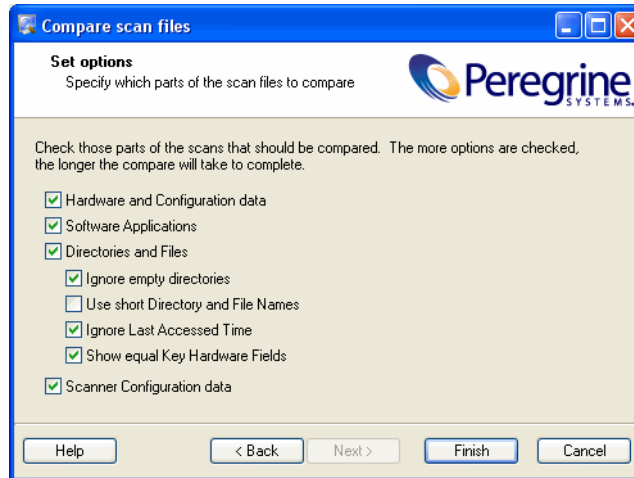 Compare scan files
Set options
Specify which parts of the scan files to compare
Peregrine
SYSTEMS
Check those parts of the scans that should be compared. The more options are checked,
the longer the compare will take to complete.
Hardware and Configuration data
Software Applications
Directories and Files
Ignore empty directories
Use short Directory and File Names
Ignore Last Accessed Time
Show equal Key Hardware Fields
Scanner Configuration data
Help
< Back
Next >
Finish
Cancel